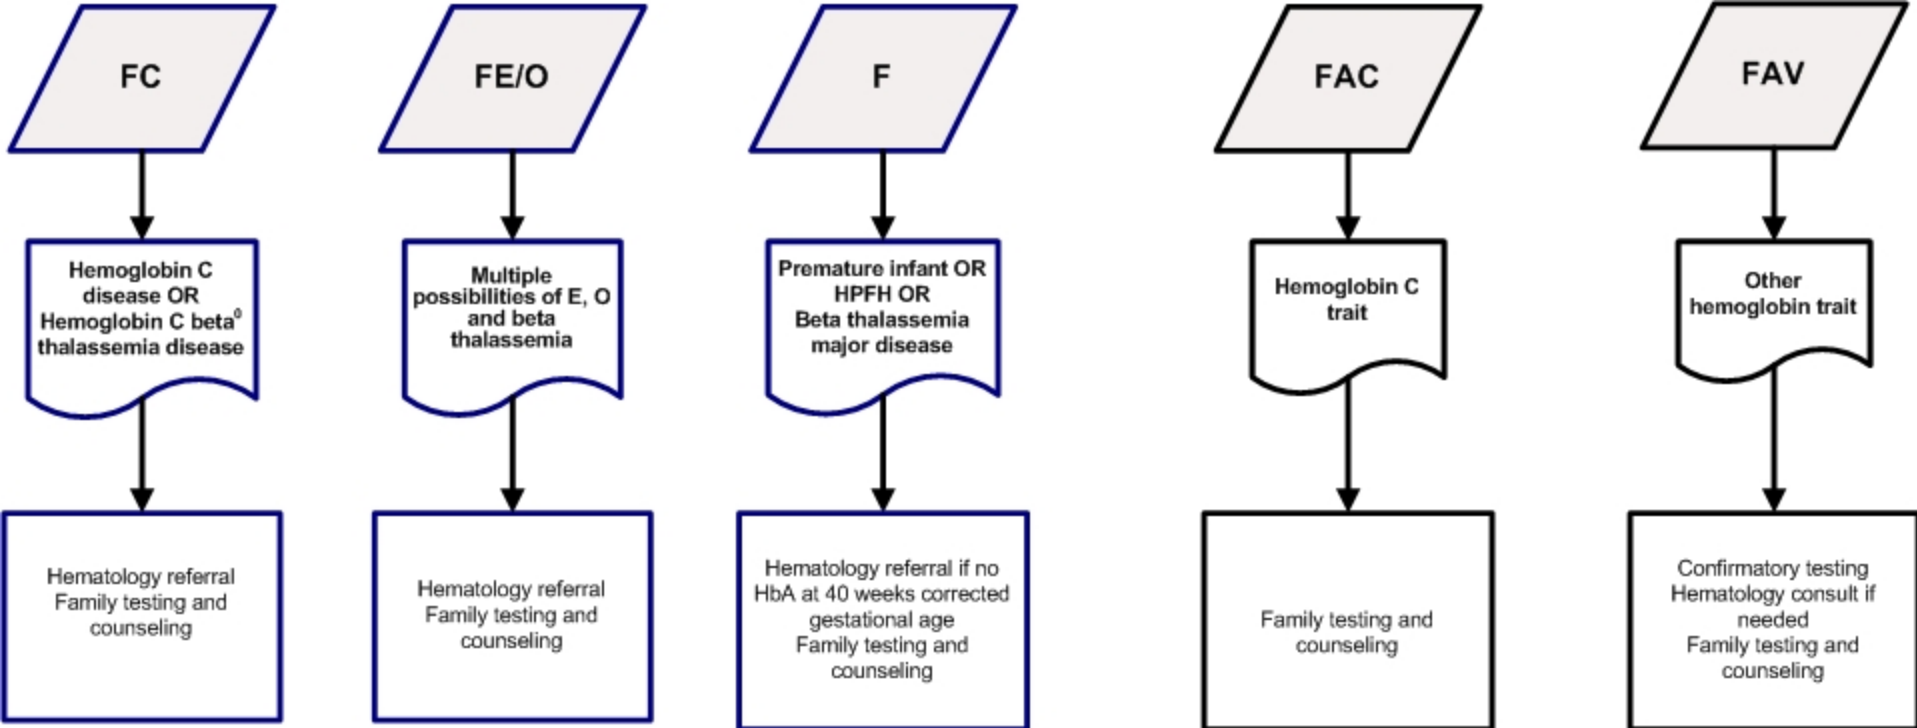 FC
FE/O
F
FAC
FAV
Hemoglobin C
disease OR
Hemoglobin C beta⁰
thalassemia disease
Multiple
possibilities of E, O
and beta
thalassemia
Premature infant OR
HPFH OR
Beta thalassemia
major disease
Hemoglobin C
trait
Other
hemoglobin trait
Hematology referral
Family testing and
counseling
Hematology referral
Family testing and
counseling
Hematology referral if no
HbA at 40 weeks corrected
gestational age
Family testing and
counseling
Family testing and
counseling
Confirmatory testing
Hematology consult if
needed
Family testing and
counseling